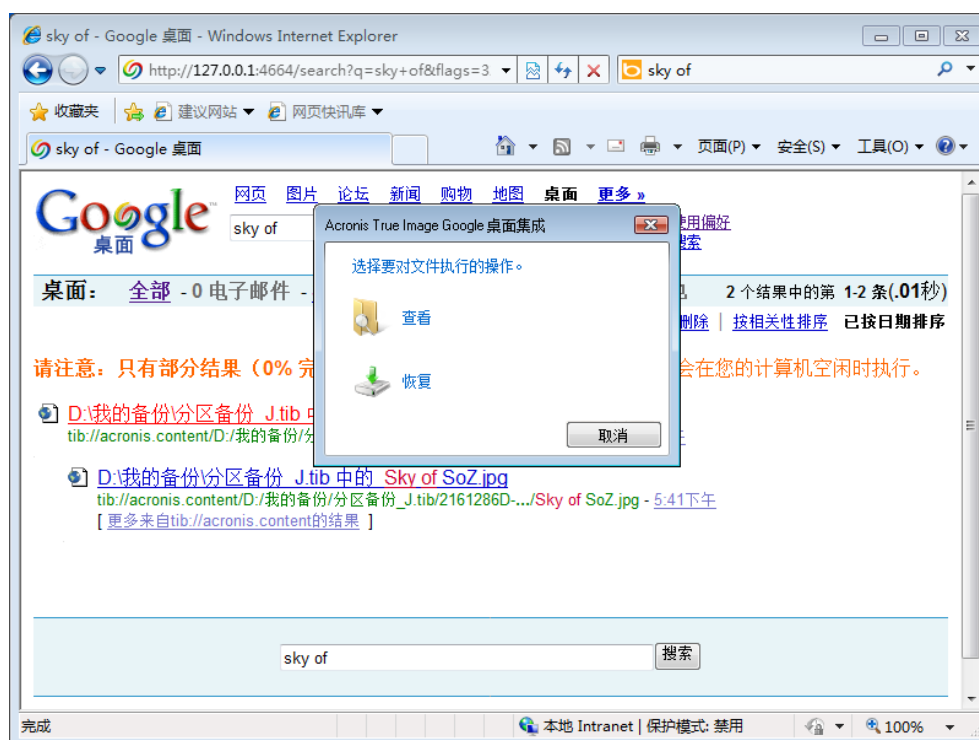 sky of - Google 桌面 - Windows Internet Explorer
http://127.0.0.1:4664/search?q=sky+of&flags=3
sky of
收藏夹 建议网站 网页快讯库
sky of - Google 桌面
页面(P) 安全(S) 工具(O)
Google 桌面
网页 图片 论坛 新闻 购物 地图 桌面 更多 »
sky of
使用偏好
搜索
Acronis True Image Google 桌面集成
选择要对文件执行的操作。
查看
恢复
取消
桌面： 全部 - 0 电子邮件 -
2 个结果中的第 1-2 条(.01秒)
删除 | 按相关性排序 已按日期排序
请注意：只有部分结果（0% 完
会在您的计算机空闲时执行。
D:\我的备份\分区备份_J.tib 中
tib://acronis.content/D:/我的备份/分
D:\我的备份\分区备份_J.tib 中的 Sky of SoZ.jpg
tib://acronis.content/D:/我的备份/分区备份_J.tib/2161286D-.../Sky of SoZ.jpg - 5:41下午
[ 更多来自tib://acronis.content的结果 ]
sky of 搜索
完成
本地 Intranet | 保护模式: 禁用
100%